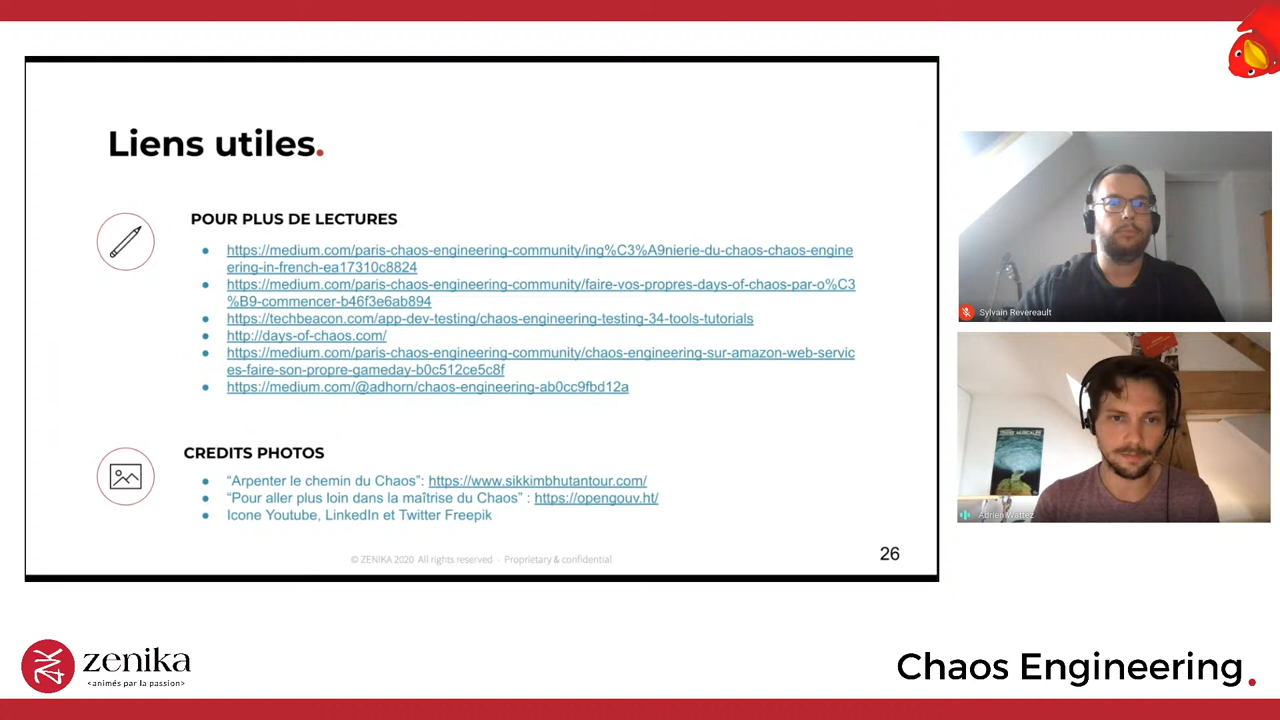 Liens utiles.
POUR PLUS DE LECTURES
https://medium.com/paris-chaos-engineering-community/ing%C3%A9nierie-du-chaos-chaos-engine
ering-in-french-ea17310c8824
https://medium.com/paris-chaos-engineering-community/faire-vos-propres-days-of-chaos-par-o%C3
%B9-commencer-b46f3e6ab894
https://techbeacon.com/app-dev-testing/chaos-engineering-testing-34-tools-tutorials
http://days-of-chaos.com/
https://medium.com/paris-chaos-engineering-community/chaos-engineering-sur-amazon-web-servic
es-faire-son-propre-gameday-b0c512ce5c8f
https://medium.com/@adhorn/chaos-engineering-ab0cc9fbd12a
CREDITS PHOTOS
“Arpenter le chemin du Chaos”: https://www.sikkimbhutantour.com/
“Pour aller plus loin dans la maîtrise du Chaos” : https://opengouv.ht/
Icone Youtube, LinkedIn et Twitter Freepik
© ZENIKA 2020 All rights reserved - Proprietary & confidential
26
Sylvain Revereault
Adrien Wattez
zenika
<animés par la passion>
Chaos Engineering.